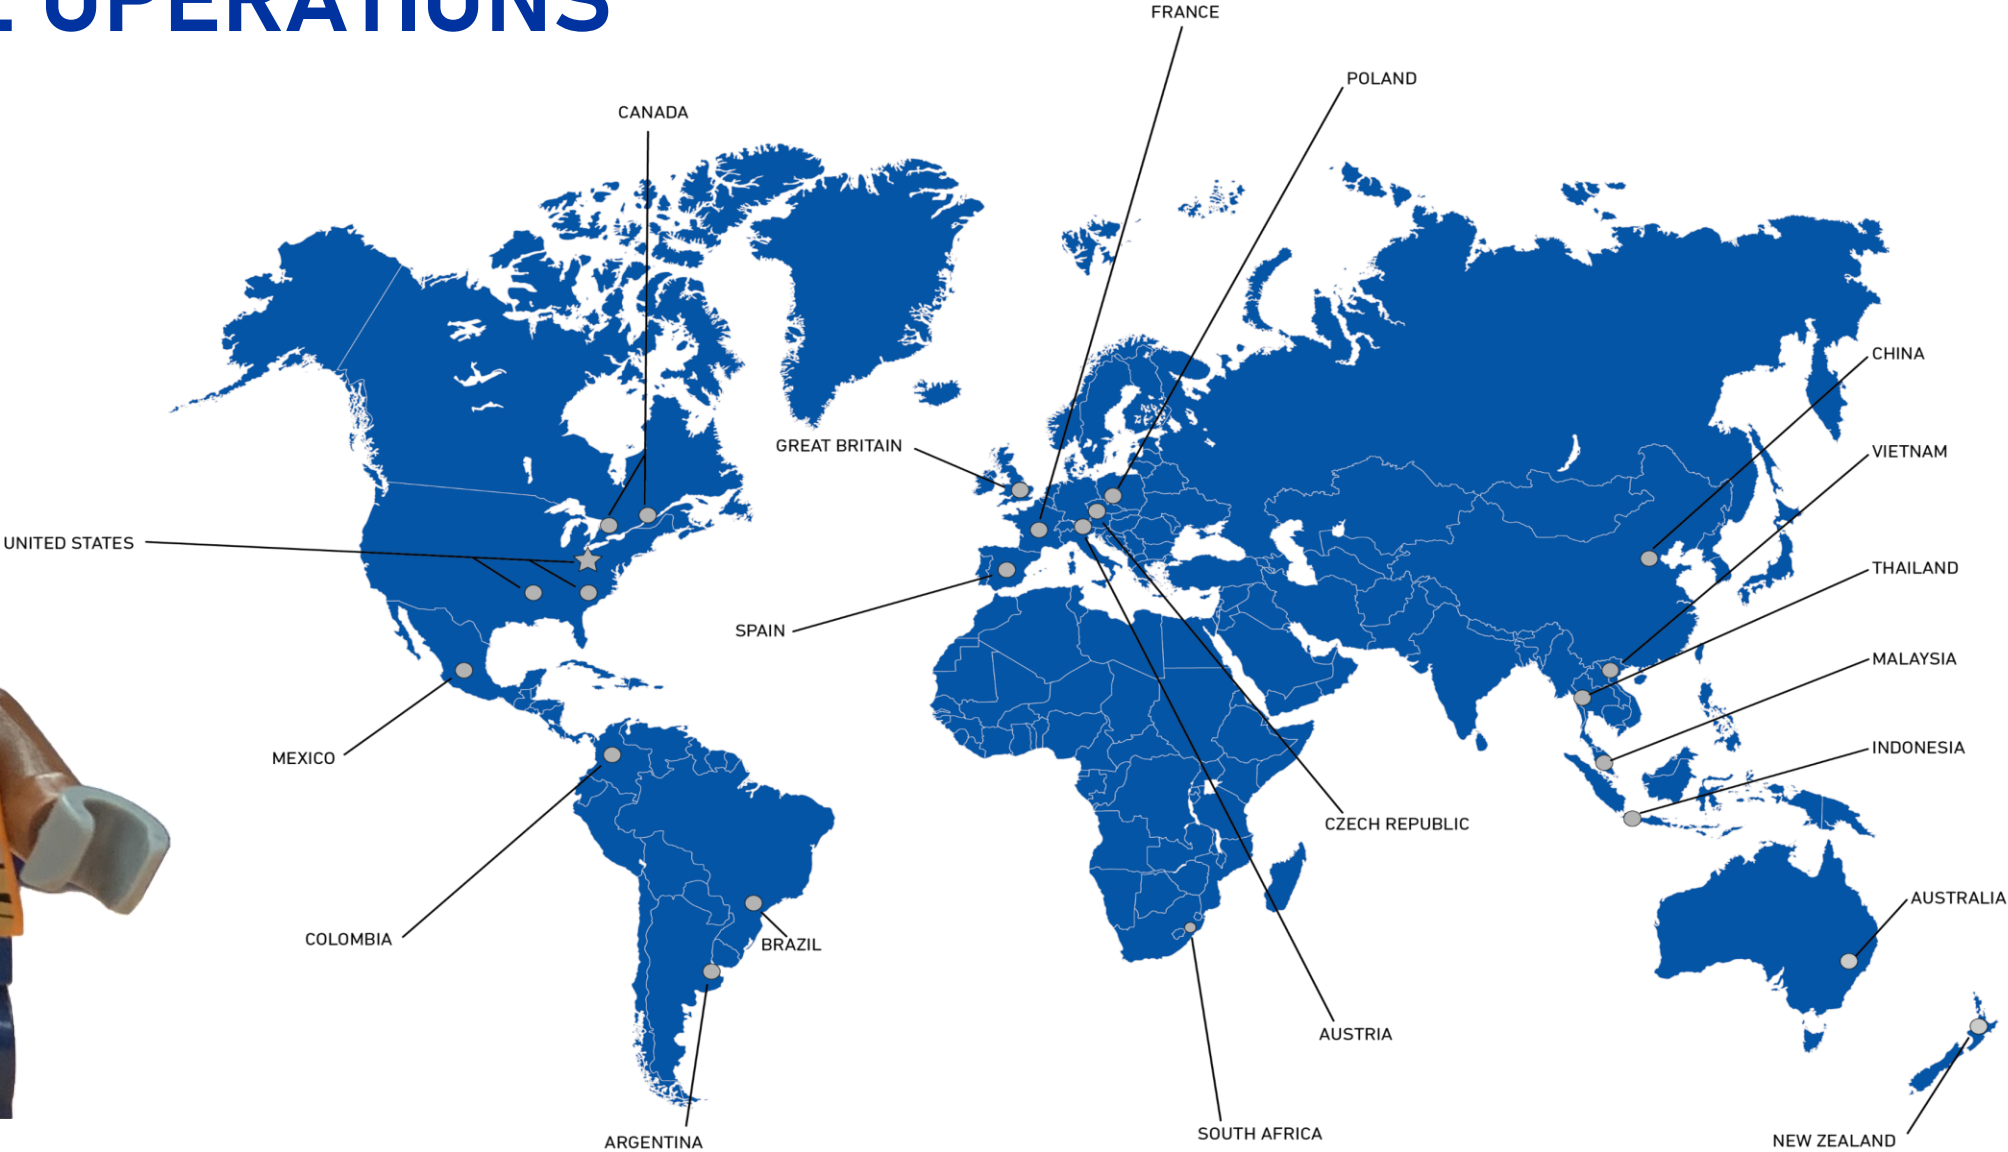 OPERATIONS
FRANCE
POLAND
CANADA
CHINA
GREAT BRITAIN
VIETNAM
UNITED STATES
THAILAND
SPAIN
MALAYSIA
INDONESIA
MEXICO
CZECH REPUBLIC
AUSTRALIA
COLOMBIA
BRAZIL
AUSTRIA
SOUTH AFRICA
ARGENTINA
NEW ZEALAND